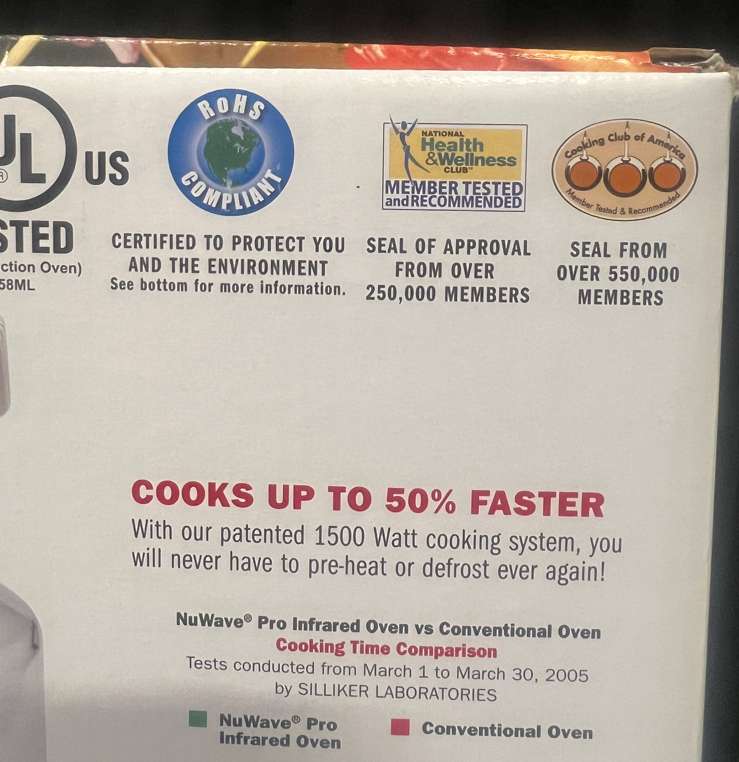 UL
®
US
STED
ction Oven)
58ML
RoHS
COMPLIANT
CERTIFIED TO PROTECT YOU
AND THE ENVIRONMENT
See bottom for more information.
NATIONAL
Health
&Wellness
CLUB™
MEMBER TESTED
and RECOMMENDED
SEAL OF APPROVAL
FROM OVER
250,000 MEMBERS
Cooking Club of America
Member Tested & Recommended
SEAL FROM
OVER 550,000
MEMBERS
COOKS UP TO 50% FASTER
With our patented 1500 Watt cooking system, you
will never have to pre-heat or defrost ever again!
NuWave® Pro Infrared Oven vs Conventional Oven
Cooking Time Comparison
Tests conducted from March 1 to March 30, 2005
by SILLIKER LABORATORIES
NuWave® Pro
Infrared Oven
Conventional Oven